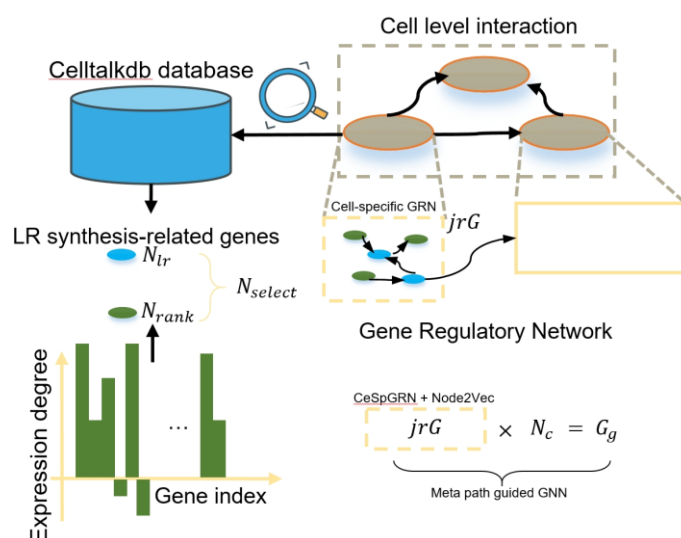 Cell level interaction
Celltalkdb database
Cell-specific GRN
jrG
LR synthesis-related genes
N_lr
N_select
N_rank
Gene Regulatory Network
Expression degree
...
Gene index
CeSpGRN + Node2Vec
jrG × N_c = G_g
Meta path guided GNN